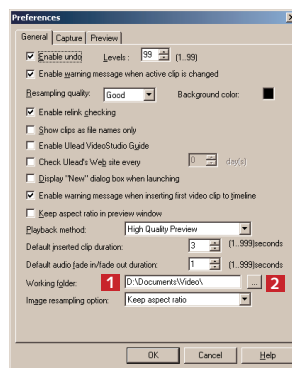 Preferences
General Capture Preview
Enable undo Levels : 99 (1..99)
Enable warning message when active clip is changed
Resampling quality: Good Background color:
Enable relink checking
Show clips as file names only
Enable Ulead VideoStudio Guide
Check Ulead's Web site every 0 day(s)
Display "New" dialog box when launching
Enable warning message when inserting first video clip to timeline
Keep aspect ratio in preview window
Playback method: High Quality Preview
Default inserted clip duration: 3 (1..999)seconds
Default audio fade in/fade out duration: 1 (1..999)seconds
Working folder: 1 D:\Documents\Video\ ... 2
Image resampling option: Keep aspect ratio
OK Cancel Help